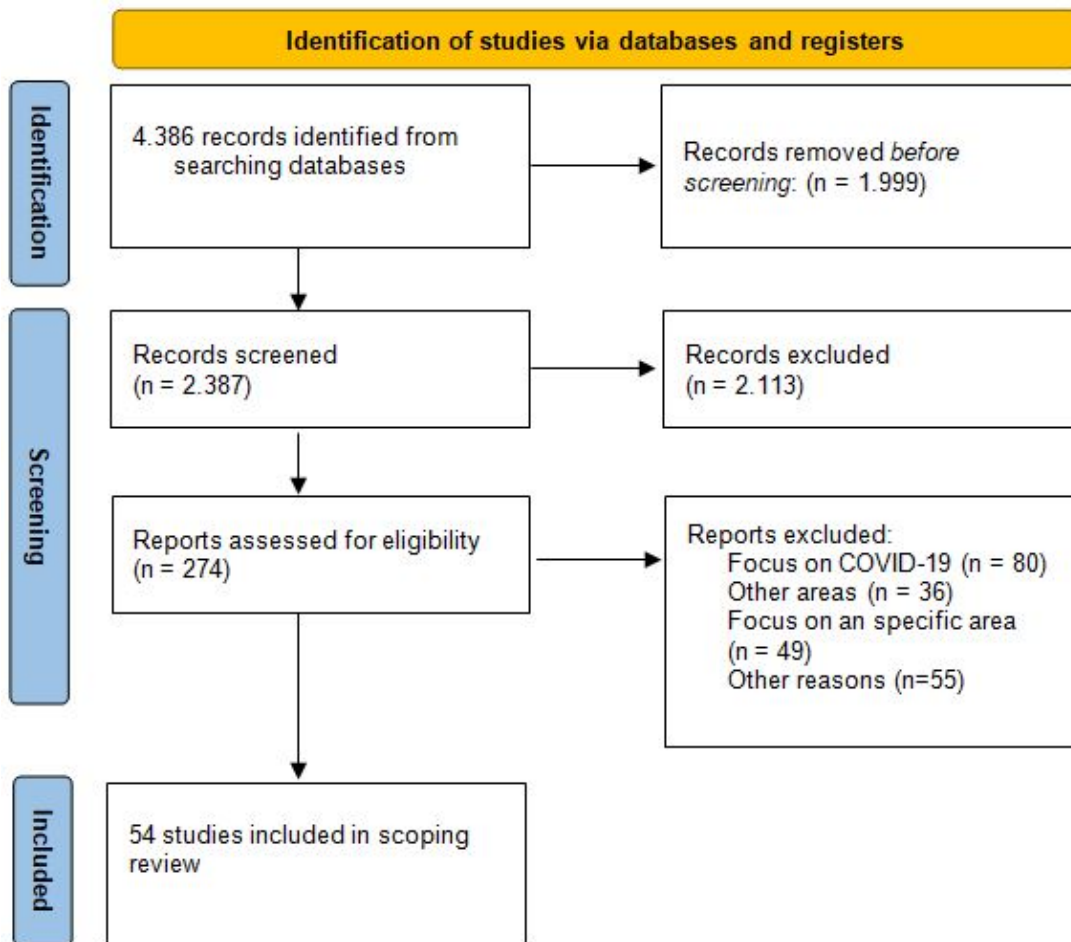 Identification of studies via databases and registers
Identification
4.386 records identified from
searching databases
Records removed before
screening: (n = 1.999)
Screening
Records screened
(n = 2.387)
Records excluded
(n = 2.113)
Reports assessed for eligibility
(n = 274)
Reports excluded:
Focus on COVID-19 (n = 80)
Other areas (n = 36)
Focus on an specific area
(n = 49)
Other reasons (n=55)
Included
54 studies included in scoping
review